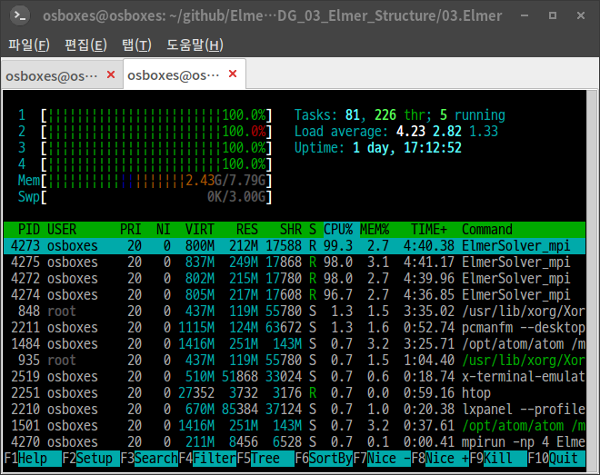 osboxes@osboxes: ~/github/Elme···DG_03_Elmer_Structure/03.Elmer
파일(F) 편집(E) 탭(T) 도움말(H)
osboxes@os··· × osboxes@os··· ×
1 [||||||||||||||||||||||||100.0%] Tasks: 81, 226 thr; 5 running
2 [||||||||||||||||||||||||100.0%] Load average: 4.23 2.82 1.33
3 [||||||||||||||||||||||||100.0%] Uptime: 1 day, 17:12:52
4 [||||||||||||||||||||||||100.0%]
Mem[|||||||||||||||||||2.43G/7.79G]
Swp[ 0K/3.00G]
PID USER PRI NI VIRT RES SHR S CPU% MEM% TIME+ Command
4273 osboxes 20 0 800M 212M 17588 R 99.3 2.7 4:40.38 ElmerSolver_mpi
4275 osboxes 20 0 837M 249M 17868 R 98.0 3.1 4:41.17 ElmerSolver_mpi
4272 osboxes 20 0 802M 215M 17780 R 98.0 2.7 4:39.96 ElmerSolver_mpi
4274 osboxes 20 0 805M 217M 17608 R 96.7 2.7 4:36.85 ElmerSolver_mpi
848 root 20 0 437M 119M 55780 S 1.3 1.5 3:35.02 /usr/lib/xorg/Xor
2211 osboxes 20 0 1115M 124M 63672 S 1.3 1.6 0:52.74 pcmanfm --desktop
1484 osboxes 20 0 1416M 251M 143M S 0.7 3.2 3:25.71 /opt/atom/atom /m
935 root 20 0 437M 119M 55780 S 0.7 1.5 1:04.40 /usr/lib/xorg/Xor
2519 osboxes 20 0 510M 51868 33024 S 0.7 0.6 0:18.74 x-terminal-emulat
2251 osboxes 20 0 27352 3732 3176 R 0.7 0.0 0:59.16 htop
2210 osboxes 20 0 670M 85384 37124 S 0.7 1.0 0:20.38 lxpanel --profile
1501 osboxes 20 0 1416M 251M 143M S 0.7 3.2 0:37.61 /opt/atom/atom /m
4270 osboxes 20 0 211M 8456 6528 S 0.7 0.1 0:00.41 mpirun -np 4 Elme
F1Help F2Setup F3SearchF4FilterF5Tree F6SortByF7Nice -F8Nice +F9Kill F10Quit